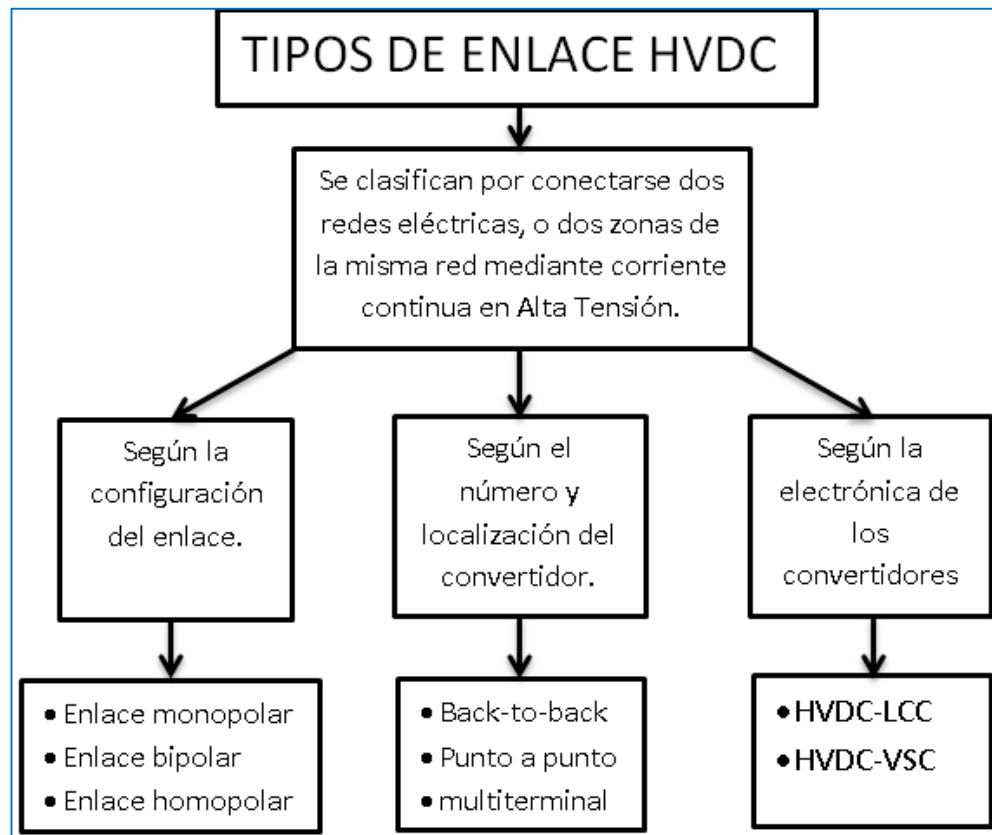 TIPOS DE ENLACE HVDC
Se clasifican por conectarse dos
redes eléctricas, o dos zonas de
la misma red mediante corriente
continua en Alta Tensión.
Según la
configuración
del enlace.
Según el
número y
localización del
convertidor.
Según la
electrónica de
los
convertidores
• Enlace monopolar
• Enlace bipolar
• Enlace homopolar
• Back-to-back
• Punto a punto
• multiterminal
• HVDC-LCC
• HVDC-VSC